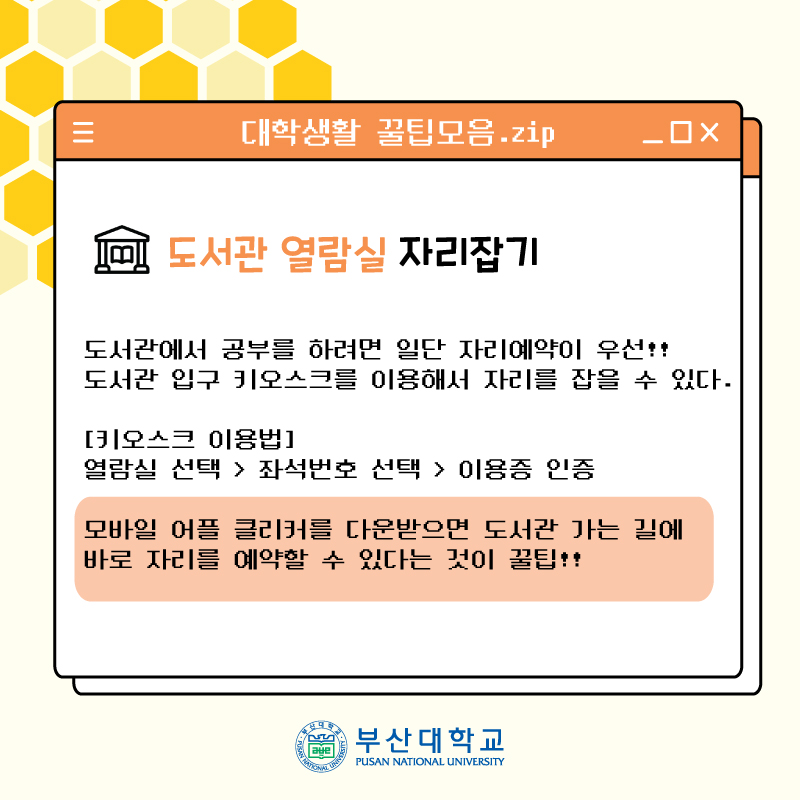 대학생활 꿀팁모음.zip
도서관 열람실 자리잡기
도서관에서 공부를 하려면 일단 자리예약이 우선!!
도서관 입구 키오스크를 이용해서 자리를 잡을 수 있다.
[키오스크 이용법]
열람실 선택 > 좌석번호 선택 > 이용증 인증
모바일 어플 클리커를 다운받으면 도서관 가는 길에
바로 자리를 예약할 수 있다는 것이 꿀팁!!
부산대학교
PUSAN NATIONAL UNIVERSITY